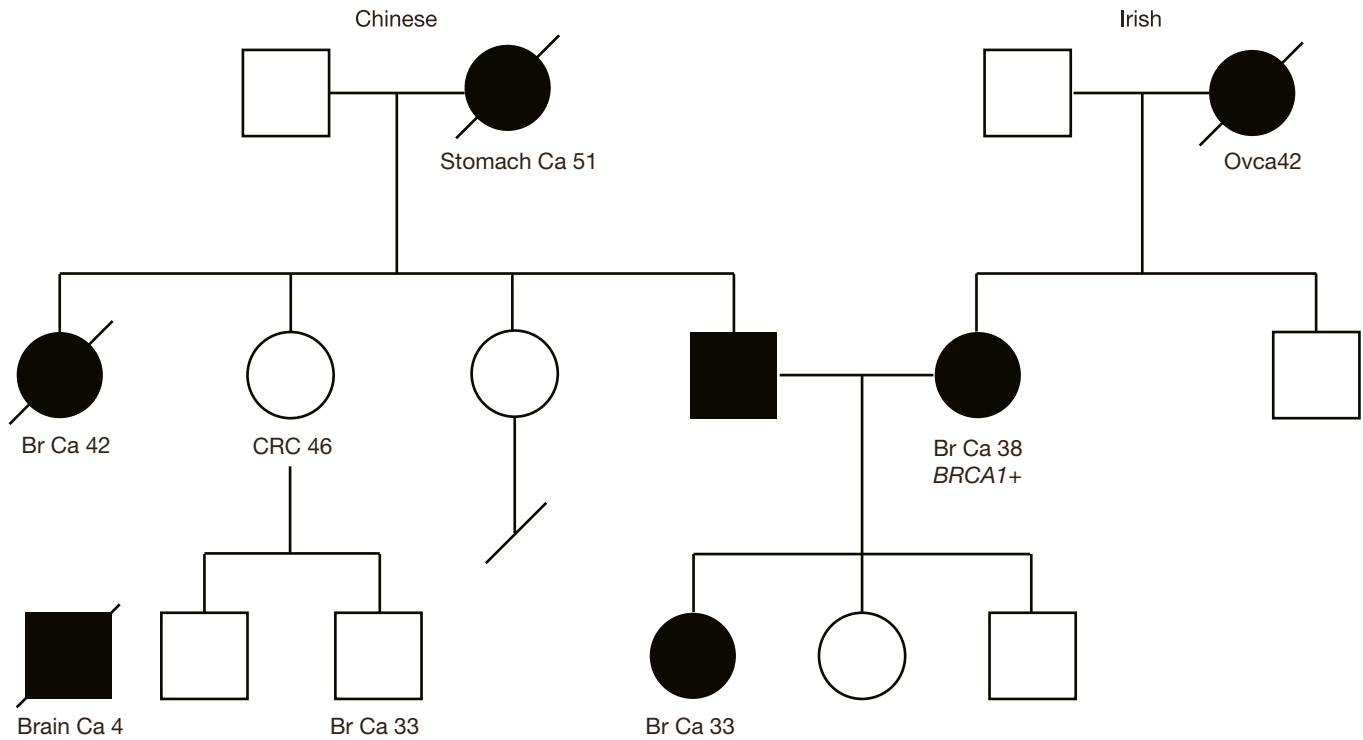 Chinese
Irish
Stomach Ca 51
Ovca42
Br Ca 42
CRC 46
Br Ca 38
BRCA1+
Brain Ca 4
Br Ca 33
Br Ca 33